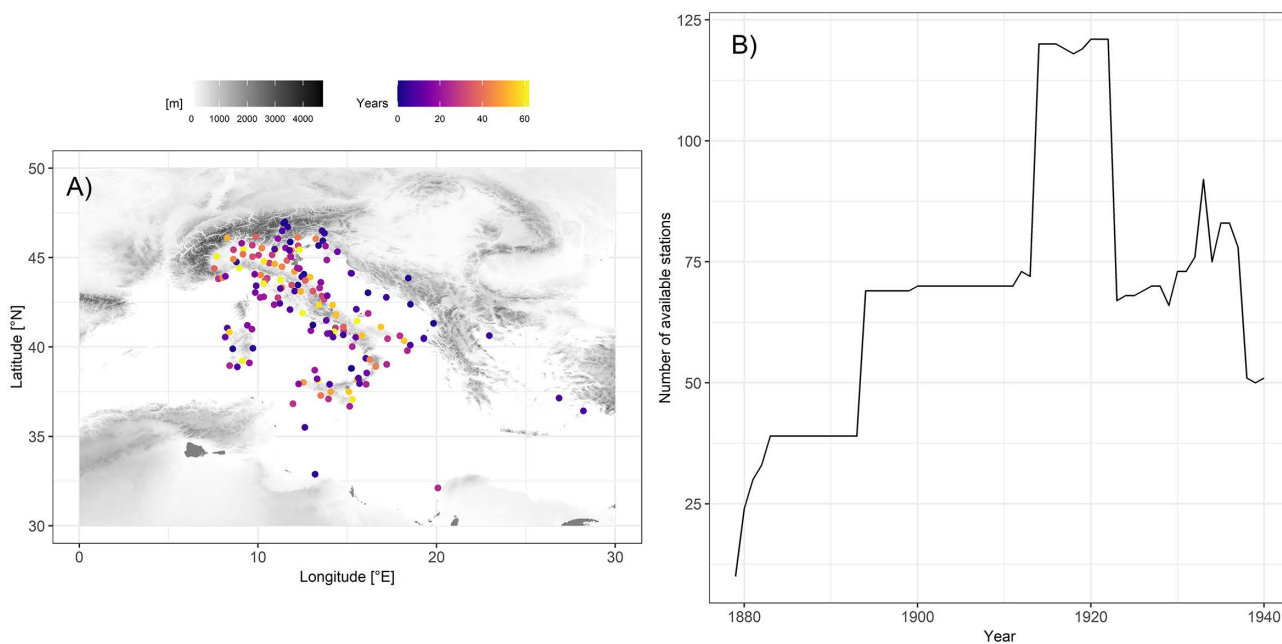 [m]
0 1000 2000 3000 4000
Years
0 20 40 60
A)
50
45
40
35
30
Latitude [°N]
0 10 20 30
Longitude [°E]
B)
125
100
75
50
25
Number of available stations
1880 1900 1920 1940
Year